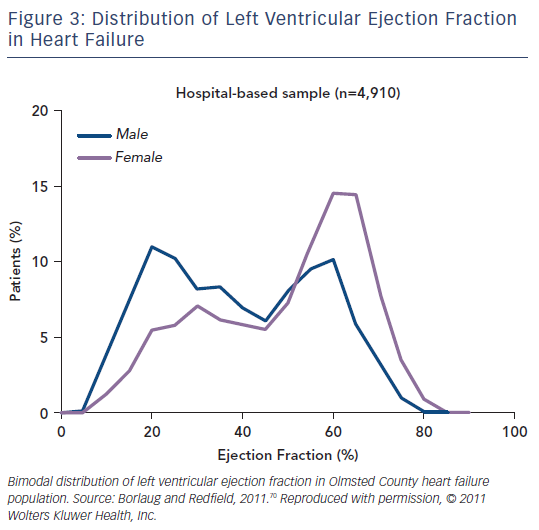 Figure 3: Distribution of Left Ventricular Ejection Fraction
in Heart Failure
Hospital-based sample (n=4,910)
Male
Female
20
15
10
5
0
Patients (%)
0
20
40
60
80
100
Ejection Fraction (%)
Bimodal distribution of left ventricular ejection fraction in Olmsted County heart failure
population. Source: Borlaug and Redfield, 2011.⁷⁰ Reproduced with permission, © 2011
Wolters Kluwer Health, Inc.